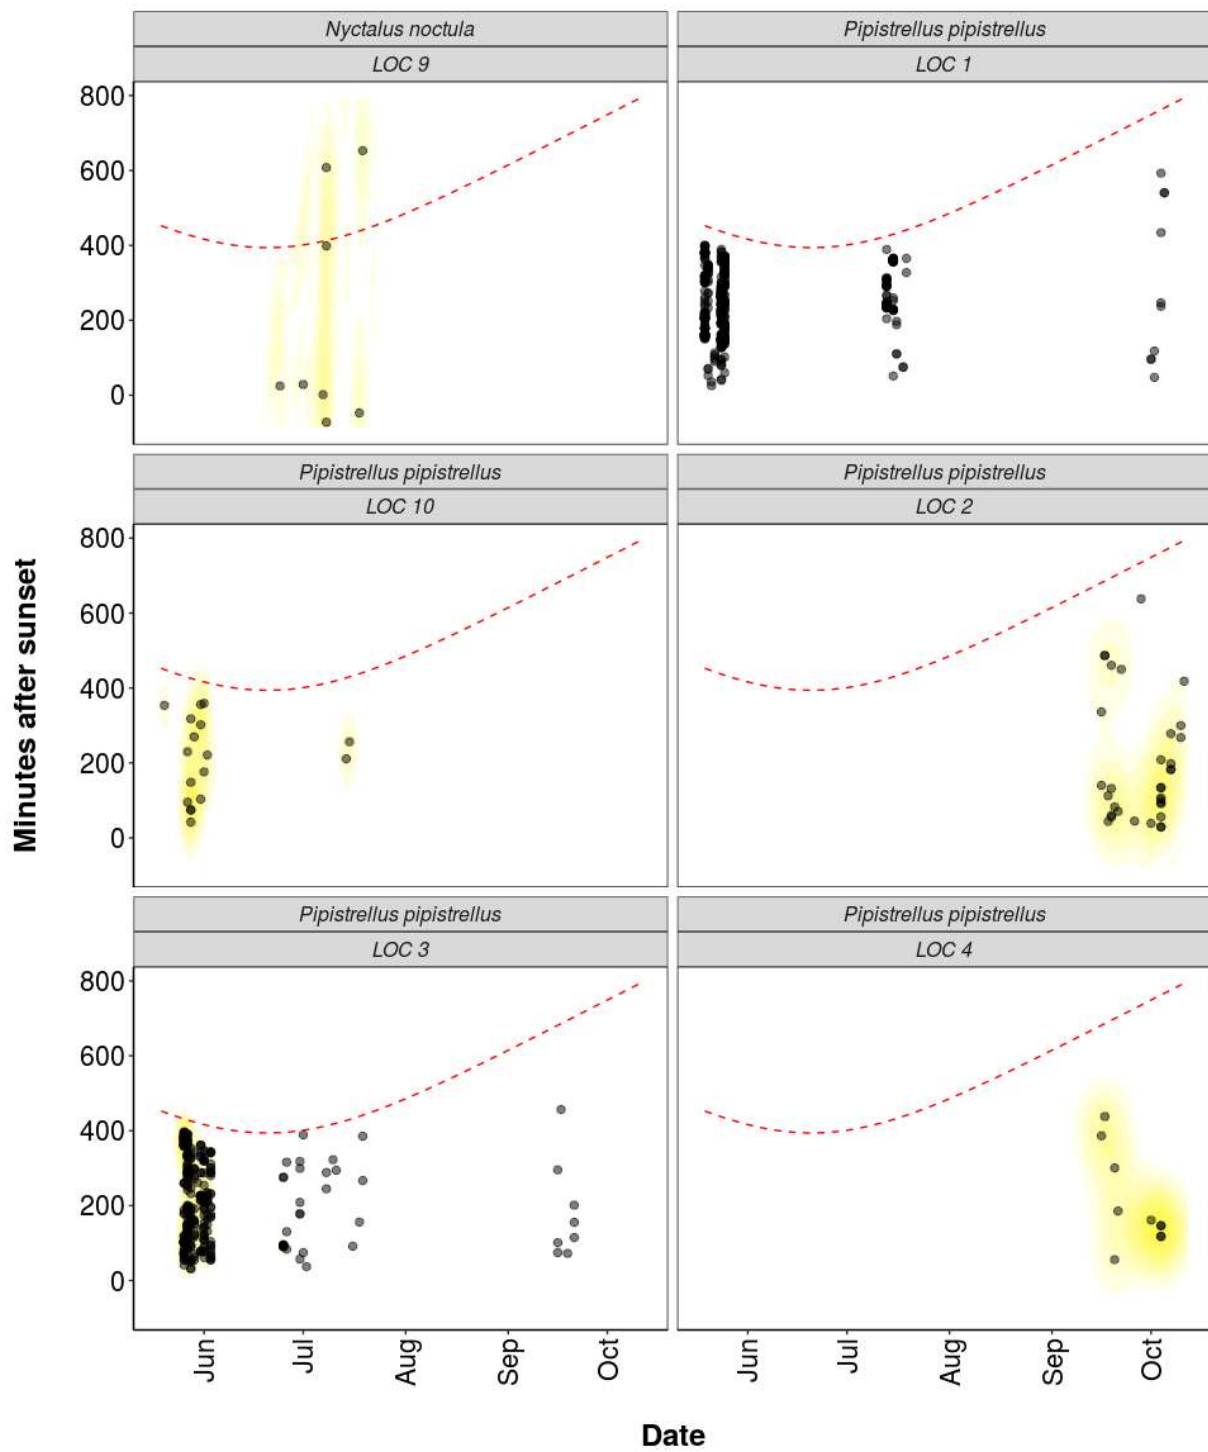 Nyctalus noctula
LOC 9
Pipistrellus pipistrellus
LOC 1
800
600
400
200
0
Pipistrellus pipistrellus
LOC 10
Pipistrellus pipistrellus
LOC 2
800
600
400
200
0
Pipistrellus pipistrellus
LOC 3
Pipistrellus pipistrellus
LOC 4
800
600
400
200
0
Minutes after sunset
Jun Jul Aug Sep Oct
Jun Jul Aug Sep Oct
Date